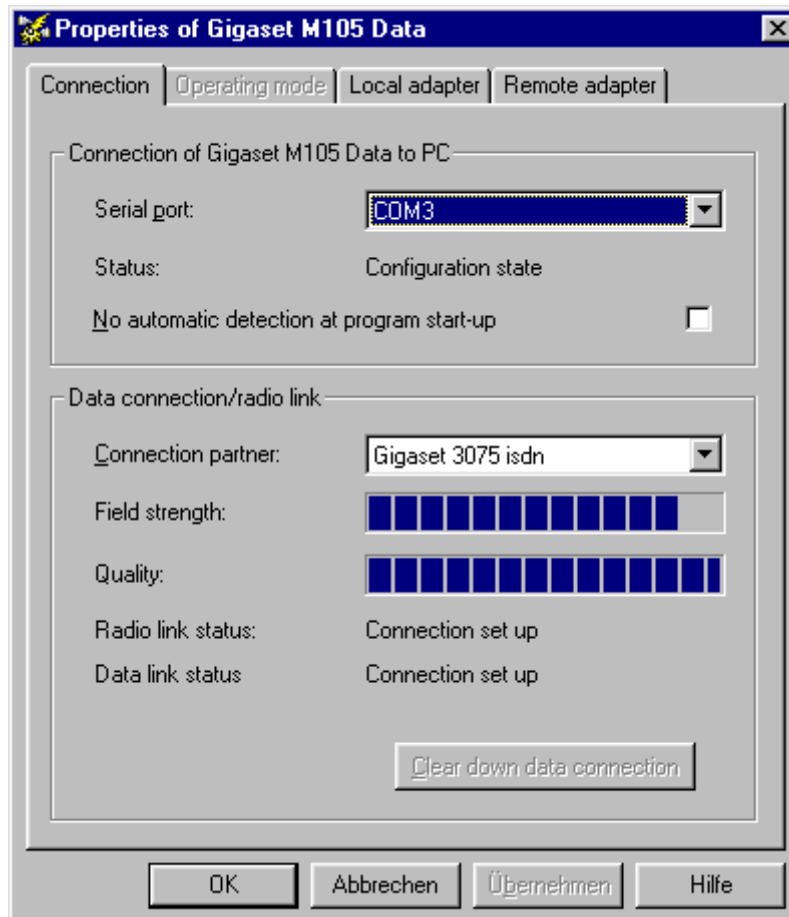 Properties of Gigaset M105 Data
Connection Operating mode Local adapter Remote adapter
Connection of Gigaset M105 Data to PC
Serial port: COM3
Status: Configuration state
No automatic detection at program start-up
Data connection/radio link
Connection partner: Gigaset 3075 isdn
Field strength:
Quality:
Radio link status: Connection set up
Data link status Connection set up
Clear down data connection
OK Abbrechen Übernehmen Hilfe